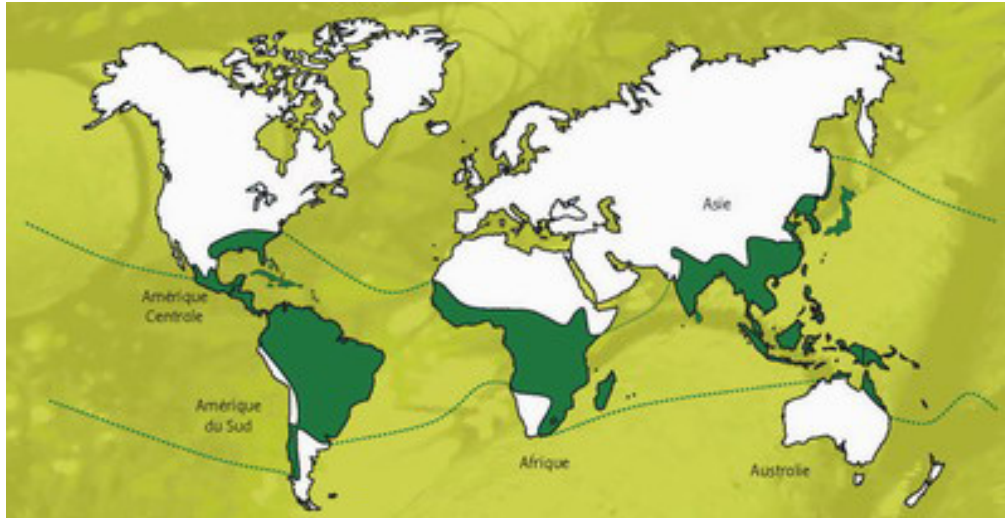 Asie
Amérique
Centrale
Amérique
du Sud
Afrique
Australie